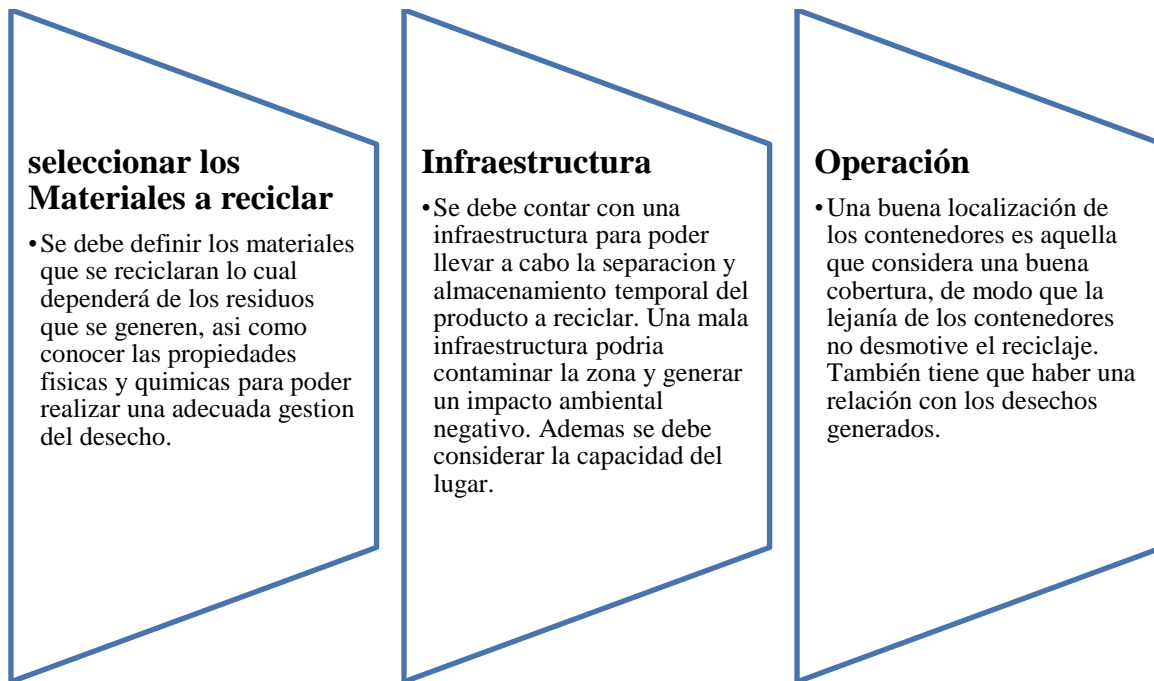 seleccionar los
Materiales a reciclar
•Se debe definir los materiales
que se reciclaran lo cual
dependerá de los residuos
que se generen, asi como
conocer las propiedades
fisicas y quimicas para poder
realizar una adecuada gestion
del desecho.
Infraestructura
•Se debe contar con una
infraestructura para poder
llevar a cabo la separacion y
almacenamiento temporal del
producto a reciclar. Una mala
infraestructura podria
contaminar la zona y generar
un impacto ambiental
negativo. Ademas se debe
considerar la capacidad del
lugar.
Operación
•Una buena localización de
los contenedores es aquella
que considera una buena
cobertura, de modo que la
lejanía de los contenedores
no desmotive el reciclaje.
También tiene que haber una
relación con los desechos
generados.